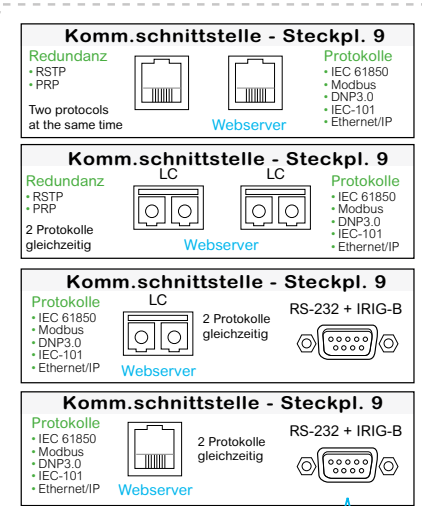 Komm.schnittstelle - Steckpl. 9
Redundanz
• RSTP
• PRP
Two protocols
at the same time
Webserver
Protokolle
• IEC 61850
• Modbus
• DNP3.0
• IEC-101
• Ethernet/IP
Komm.schnittstelle - Steckpl. 9
Redundanz
• RSTP
• PRP
2 Protokolle
gleichzeitig
LC
LC
Webserver
Protokolle
• IEC 61850
• Modbus
• DNP3.0
• IEC-101
• Ethernet/IP
Komm.schnittstelle - Steckpl. 9
Protokolle
• IEC 61850
• Modbus
• DNP3.0
• IEC-101
• Ethernet/IP
LC
Webserver
2 Protokolle
gleichzeitig
RS-232 + IRIG-B
Komm.schnittstelle - Steckpl. 9
Protokolle
• IEC 61850
• Modbus
• DNP3.0
• IEC-101
• Ethernet/IP
Webserver
2 Protokolle
gleichzeitig
RS-232 + IRIG-B